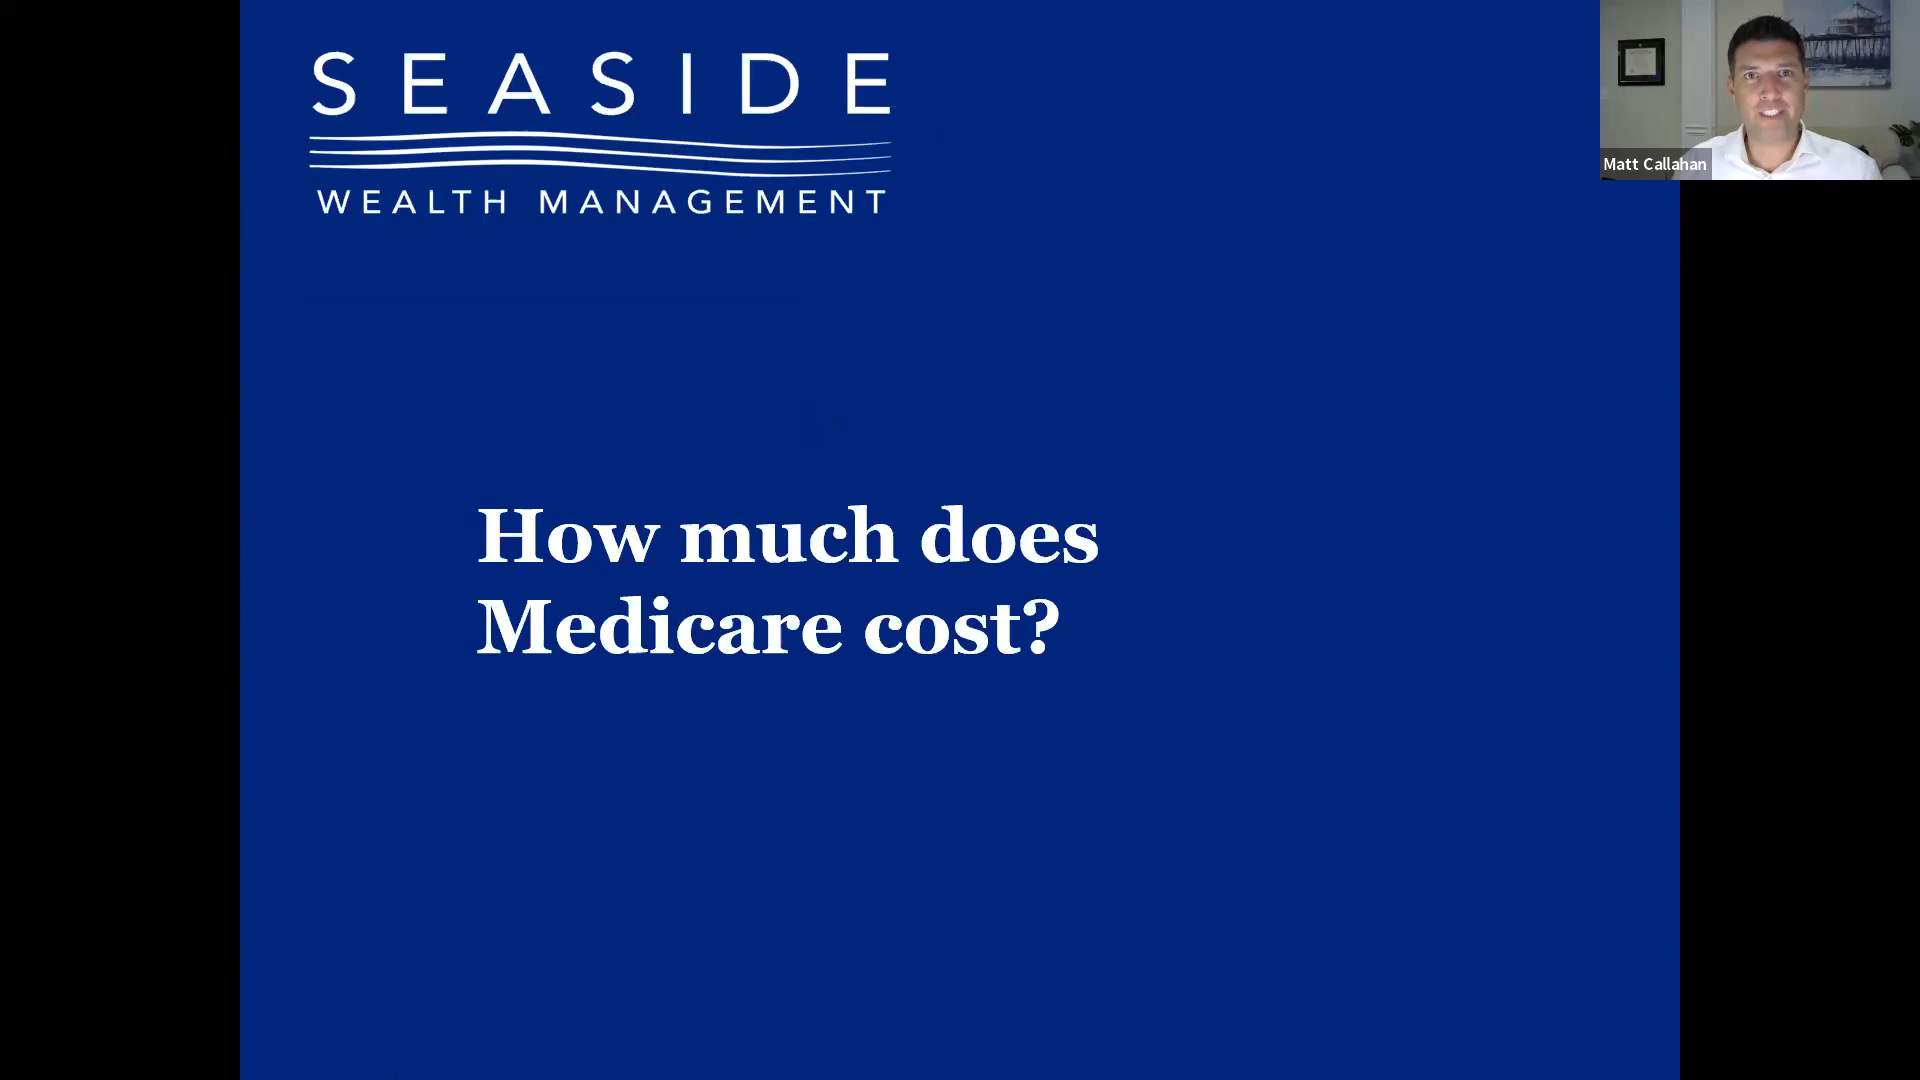 SEASIDE
WEALTH MANAGEMENT
Matt Callahan
How much does
Medicare cost?